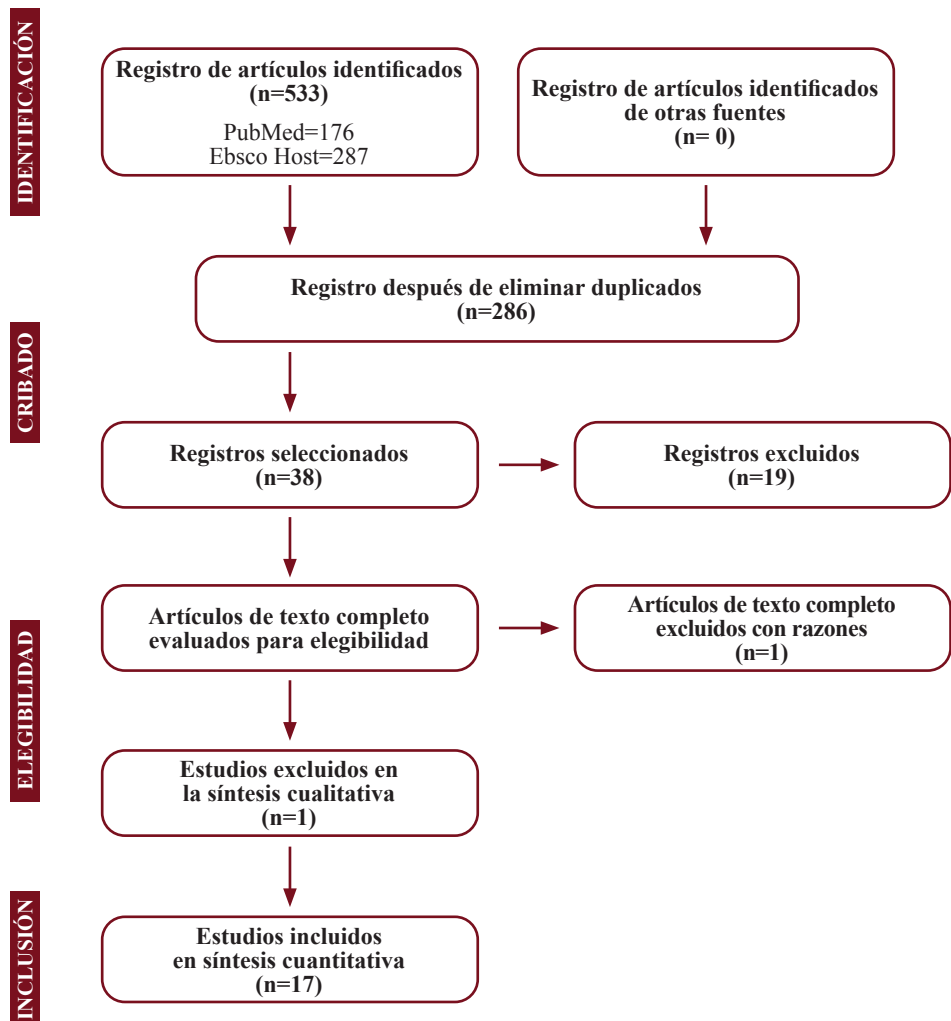 IDENTIFICACIÓN
Registro de artículos identificados
(n=533)
PubMed=176
Ebsco Host=287
Registro de artículos identificados
de otras fuentes
(n= 0)
Registro después de eliminar duplicados
(n=286)
CRIBADO
Registros seleccionados
(n=38)
Registros excluidos
(n=19)
ELEGIBILIDAD
Artículos de texto completo
evaluados para elegibilidad
Artículos de texto completo
excluidos con razones
(n=1)
Estudios excluidos en
la síntesis cualitativa
(n=1)
INCLUSIÓN
Estudios incluidos
en síntesis cuantitativa
(n=17)